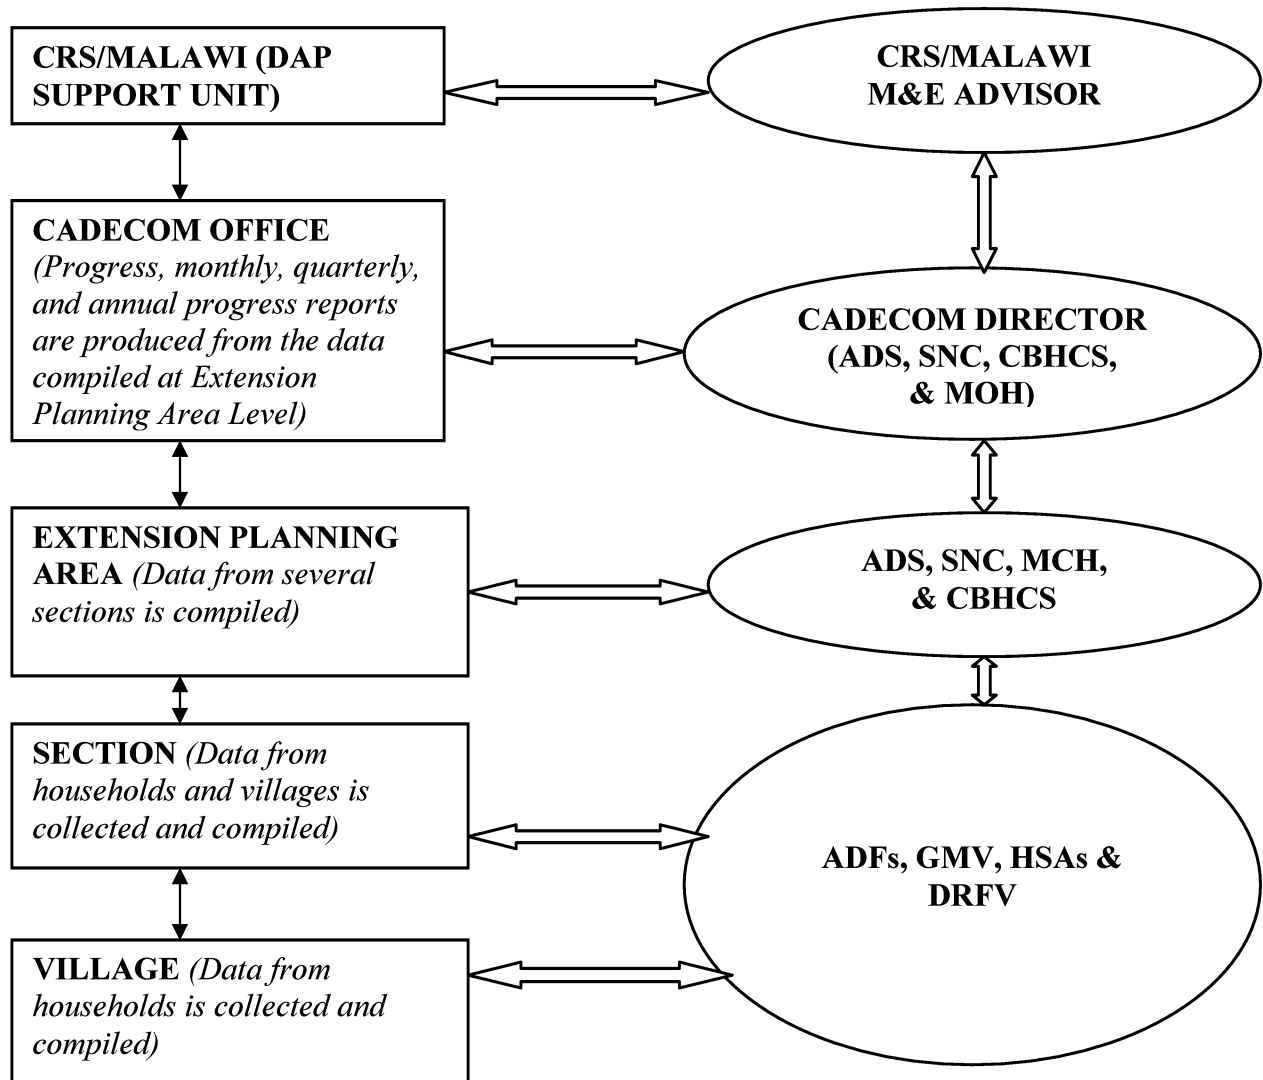 CRS/MALAWI (DAP
SUPPORT UNIT)
CRS/MALAWI
M&E ADVISOR
CADECOM OFFICE
(Progress, monthly, quarterly,
and annual progress reports
are produced from the data
compiled at Extension
Planning Area Level)
CADECOM DIRECTOR
(ADS, SNC, CBHCS,
& MOH)
EXTENSION PLANNING
AREA (Data from several
sections is compiled)
ADS, SNC, MCH,
& CBHCS
SECTION (Data from
households and villages is
collected and compiled)
ADFs, GMV, HSAs &
DRFV
VILLAGE (Data from
households is collected and
compiled)